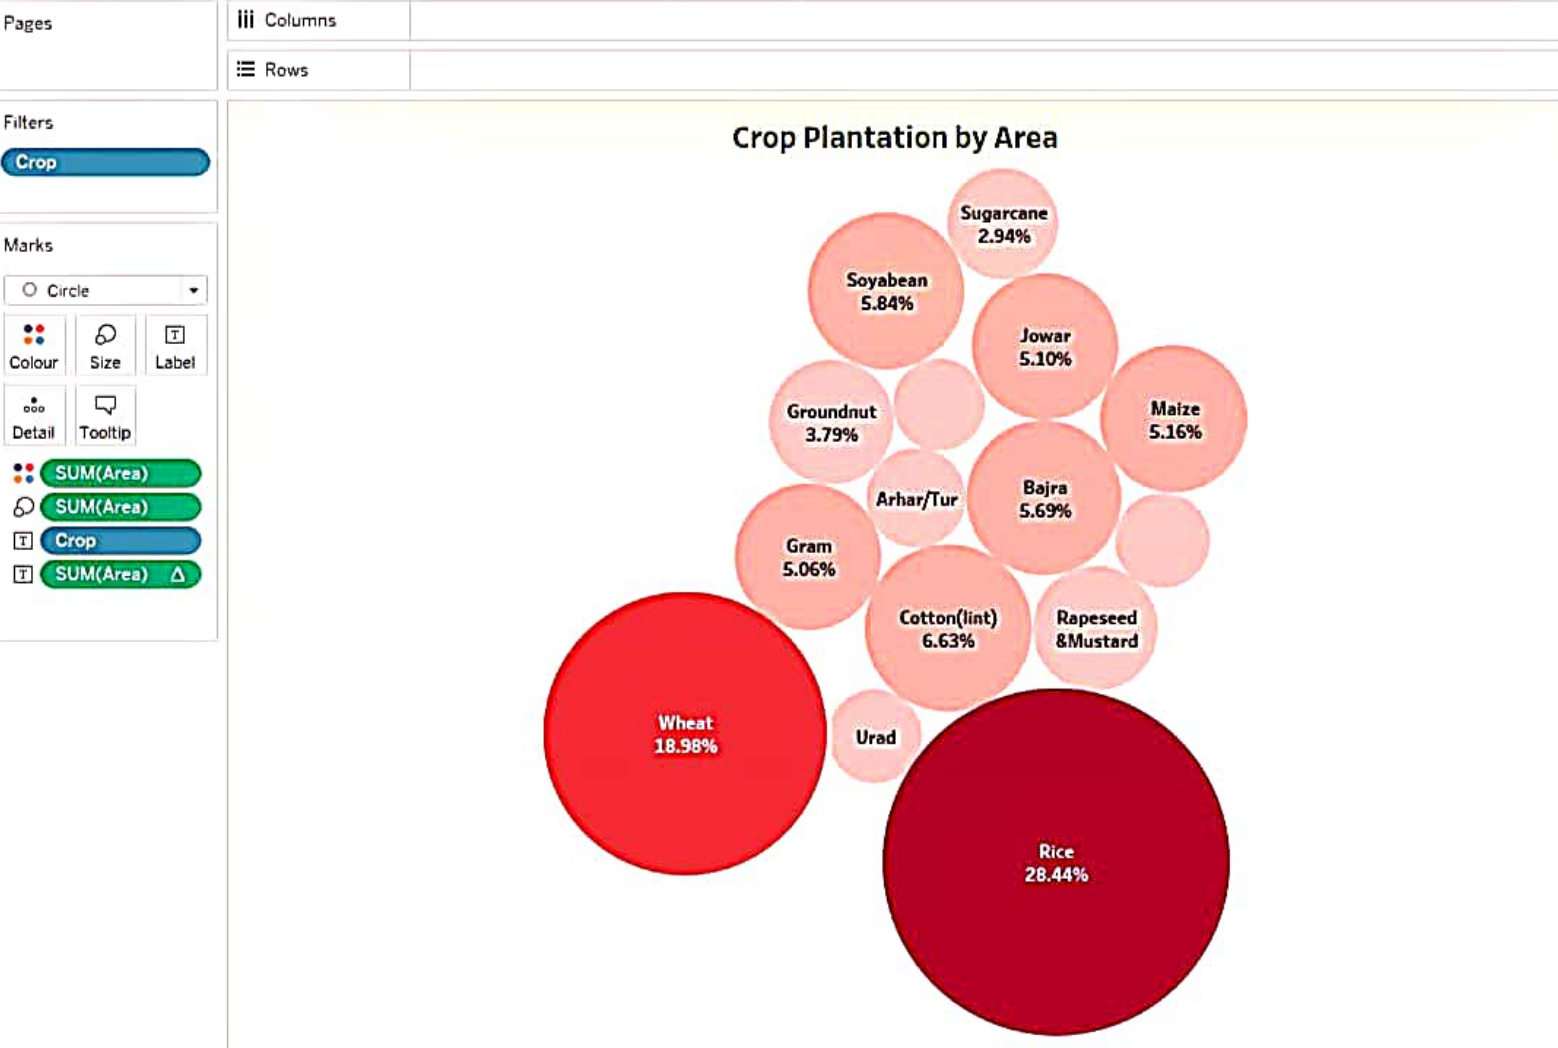 Pages
Columns
Rows
Filters
Crop
Marks
Circle
Colour
Size
Label
Detail
Tooltip
SUM(Area)
SUM(Area)
Crop
SUM(Area)
Crop Plantation by Area
Sugarcane
2.94%
Soyabean
5.84%
Jowar
5.10%
Maize
5.16%
Groundnut
3.79%
Arhar/Tur
Bajra
5.69%
Gram
5.06%
Cotton(lint)
6.63%
Rapeseed
&Mustard
Wheat
18.98%
Urad
Rice
28.44%